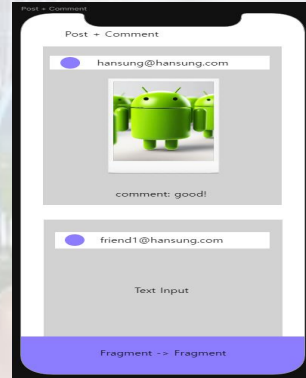 Post + Comment
Post + Comment
hansung@hansung.com
comment: good!
friend1@hansung.com
Text Input
Fragment -> Fragment